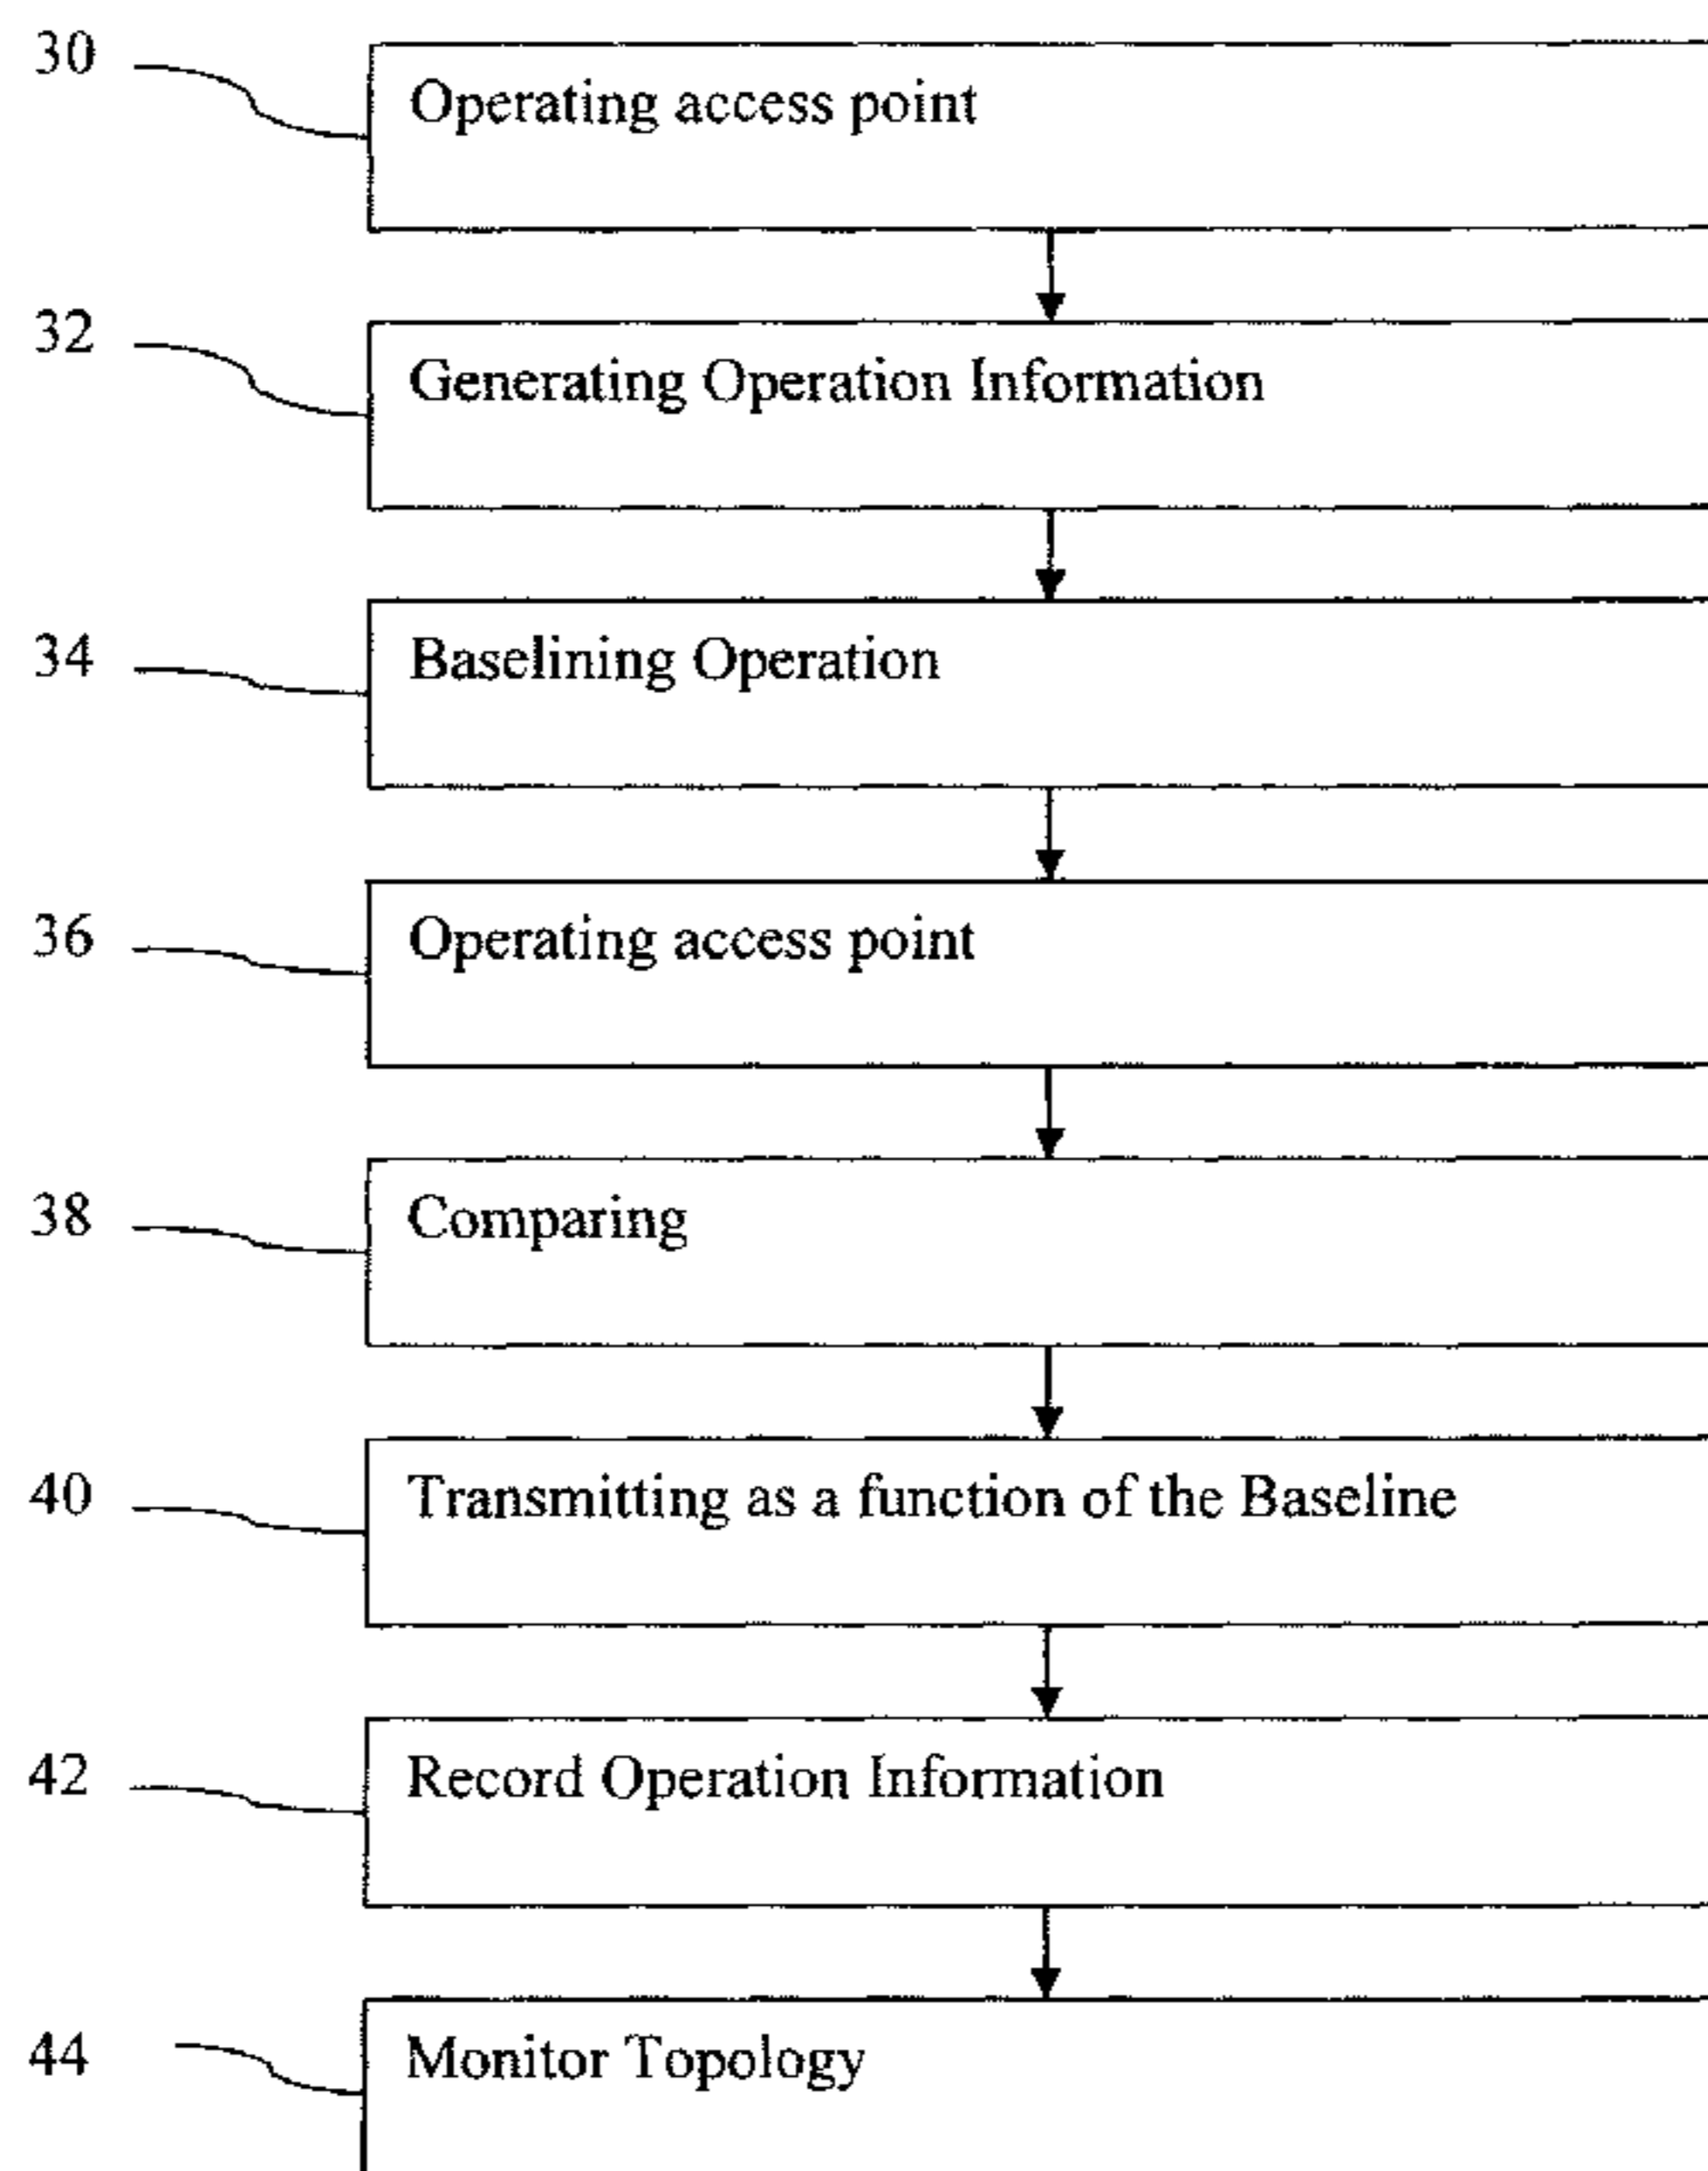 30
Operating access point
32
Generating Operation Information
34
Baselining Operation
36
Operating access point
38
Comparing
40
Transmitting as a function of the Baseline
42
Record Operation Information
44
Monitor Topology